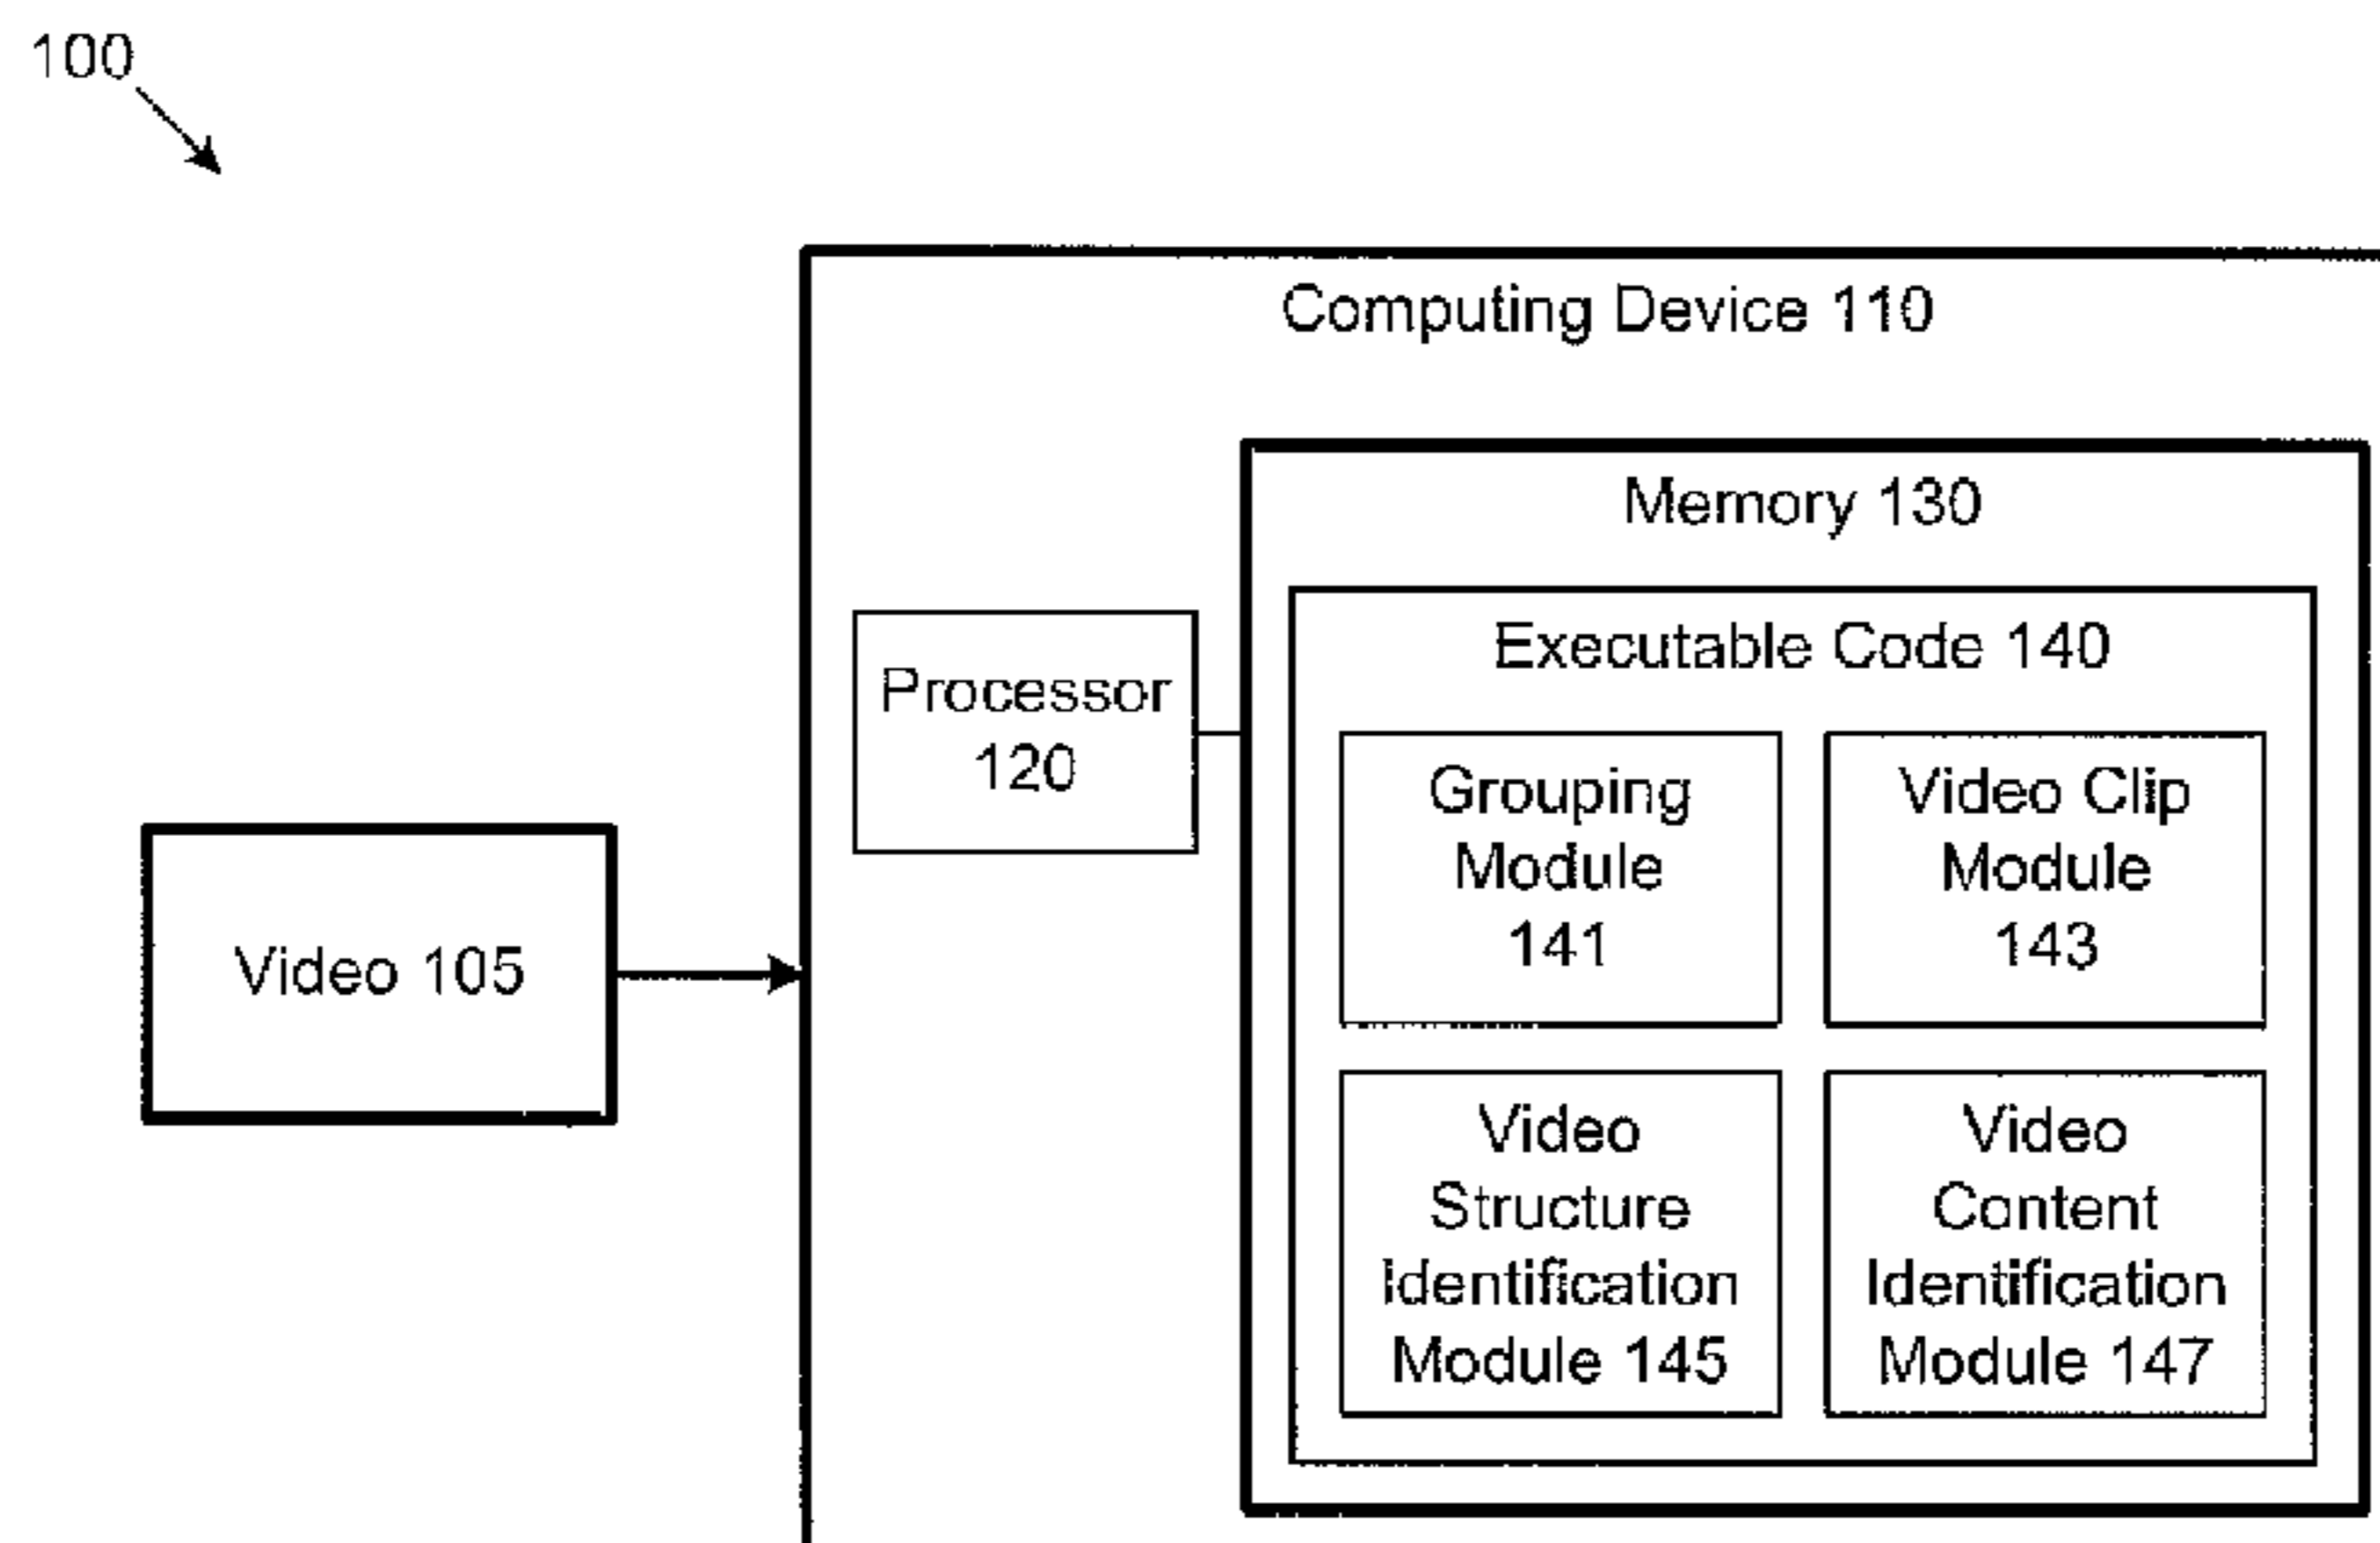 100
Computing Device 110
Memory 130
Executable Code 140
Processor
120
Grouping
Module
141
Video Clip
Module
143
Video 105
Video
Structure
Identification
Module 145
Video
Content
Identification
Module 147